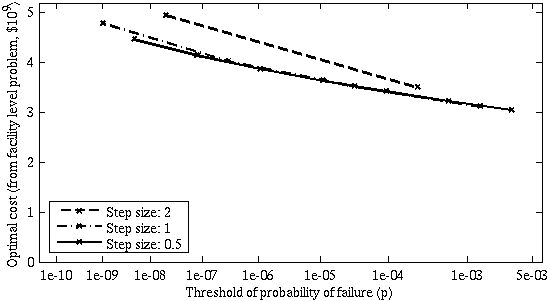 Optimal cost (from facility level problem, $10⁹)
5
4
3
2
1
0
Step size: 2
Step size: 1
Step size: 0.5
1e-10 1e-09 1e-08 1e-07 1e-06 1e-05 1e-04 1e-03 5e-03
Threshold of probability of failure (p)